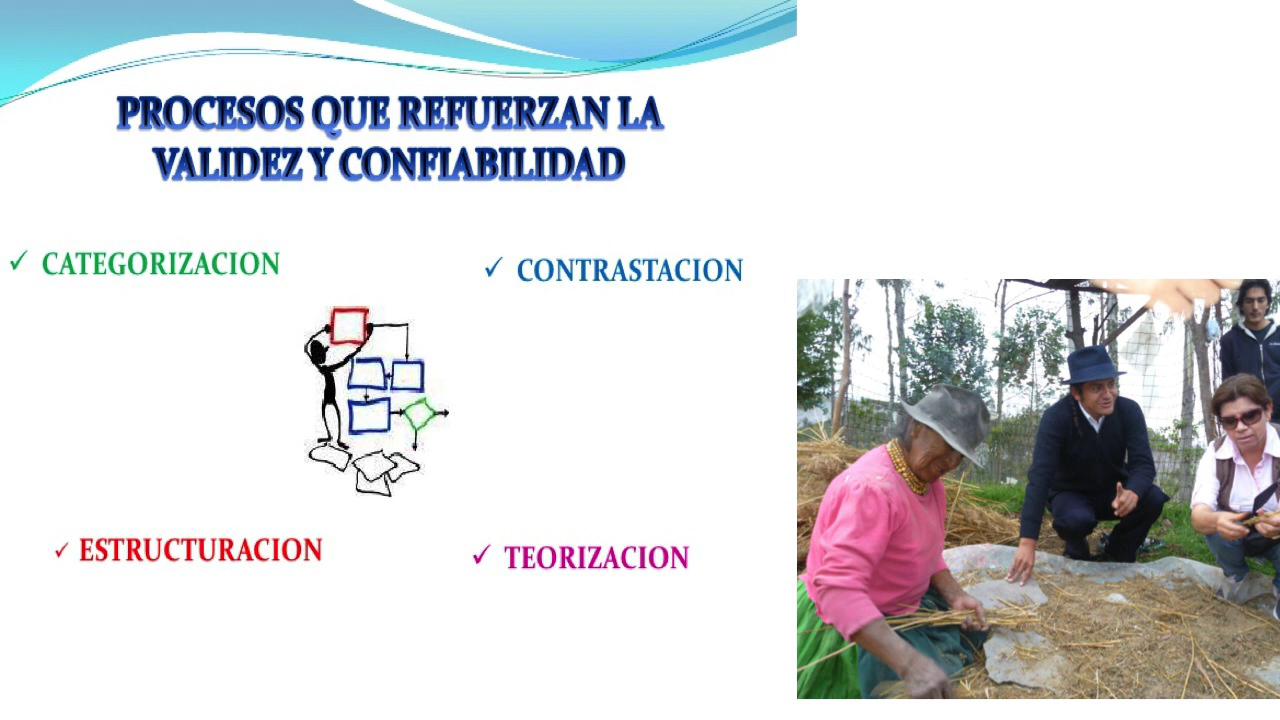 PROCESOS QUE REFUERZAN LA
VALIDEZ Y CONFIABILIDAD
✓ CATEGORIZACION
✓ CONTRASTACION
✓ ESTRUCTURACION
✓ TEORIZACION